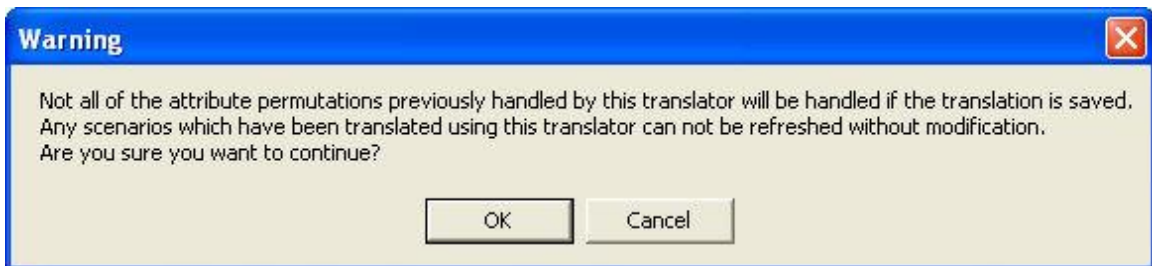 Warning
Not all of the attribute permutations previously handled by this translator will be handled if the translation is saved.
Any scenarios which have been translated using this translator can not be refreshed without modification.
Are you sure you want to continue?
OK
Cancel